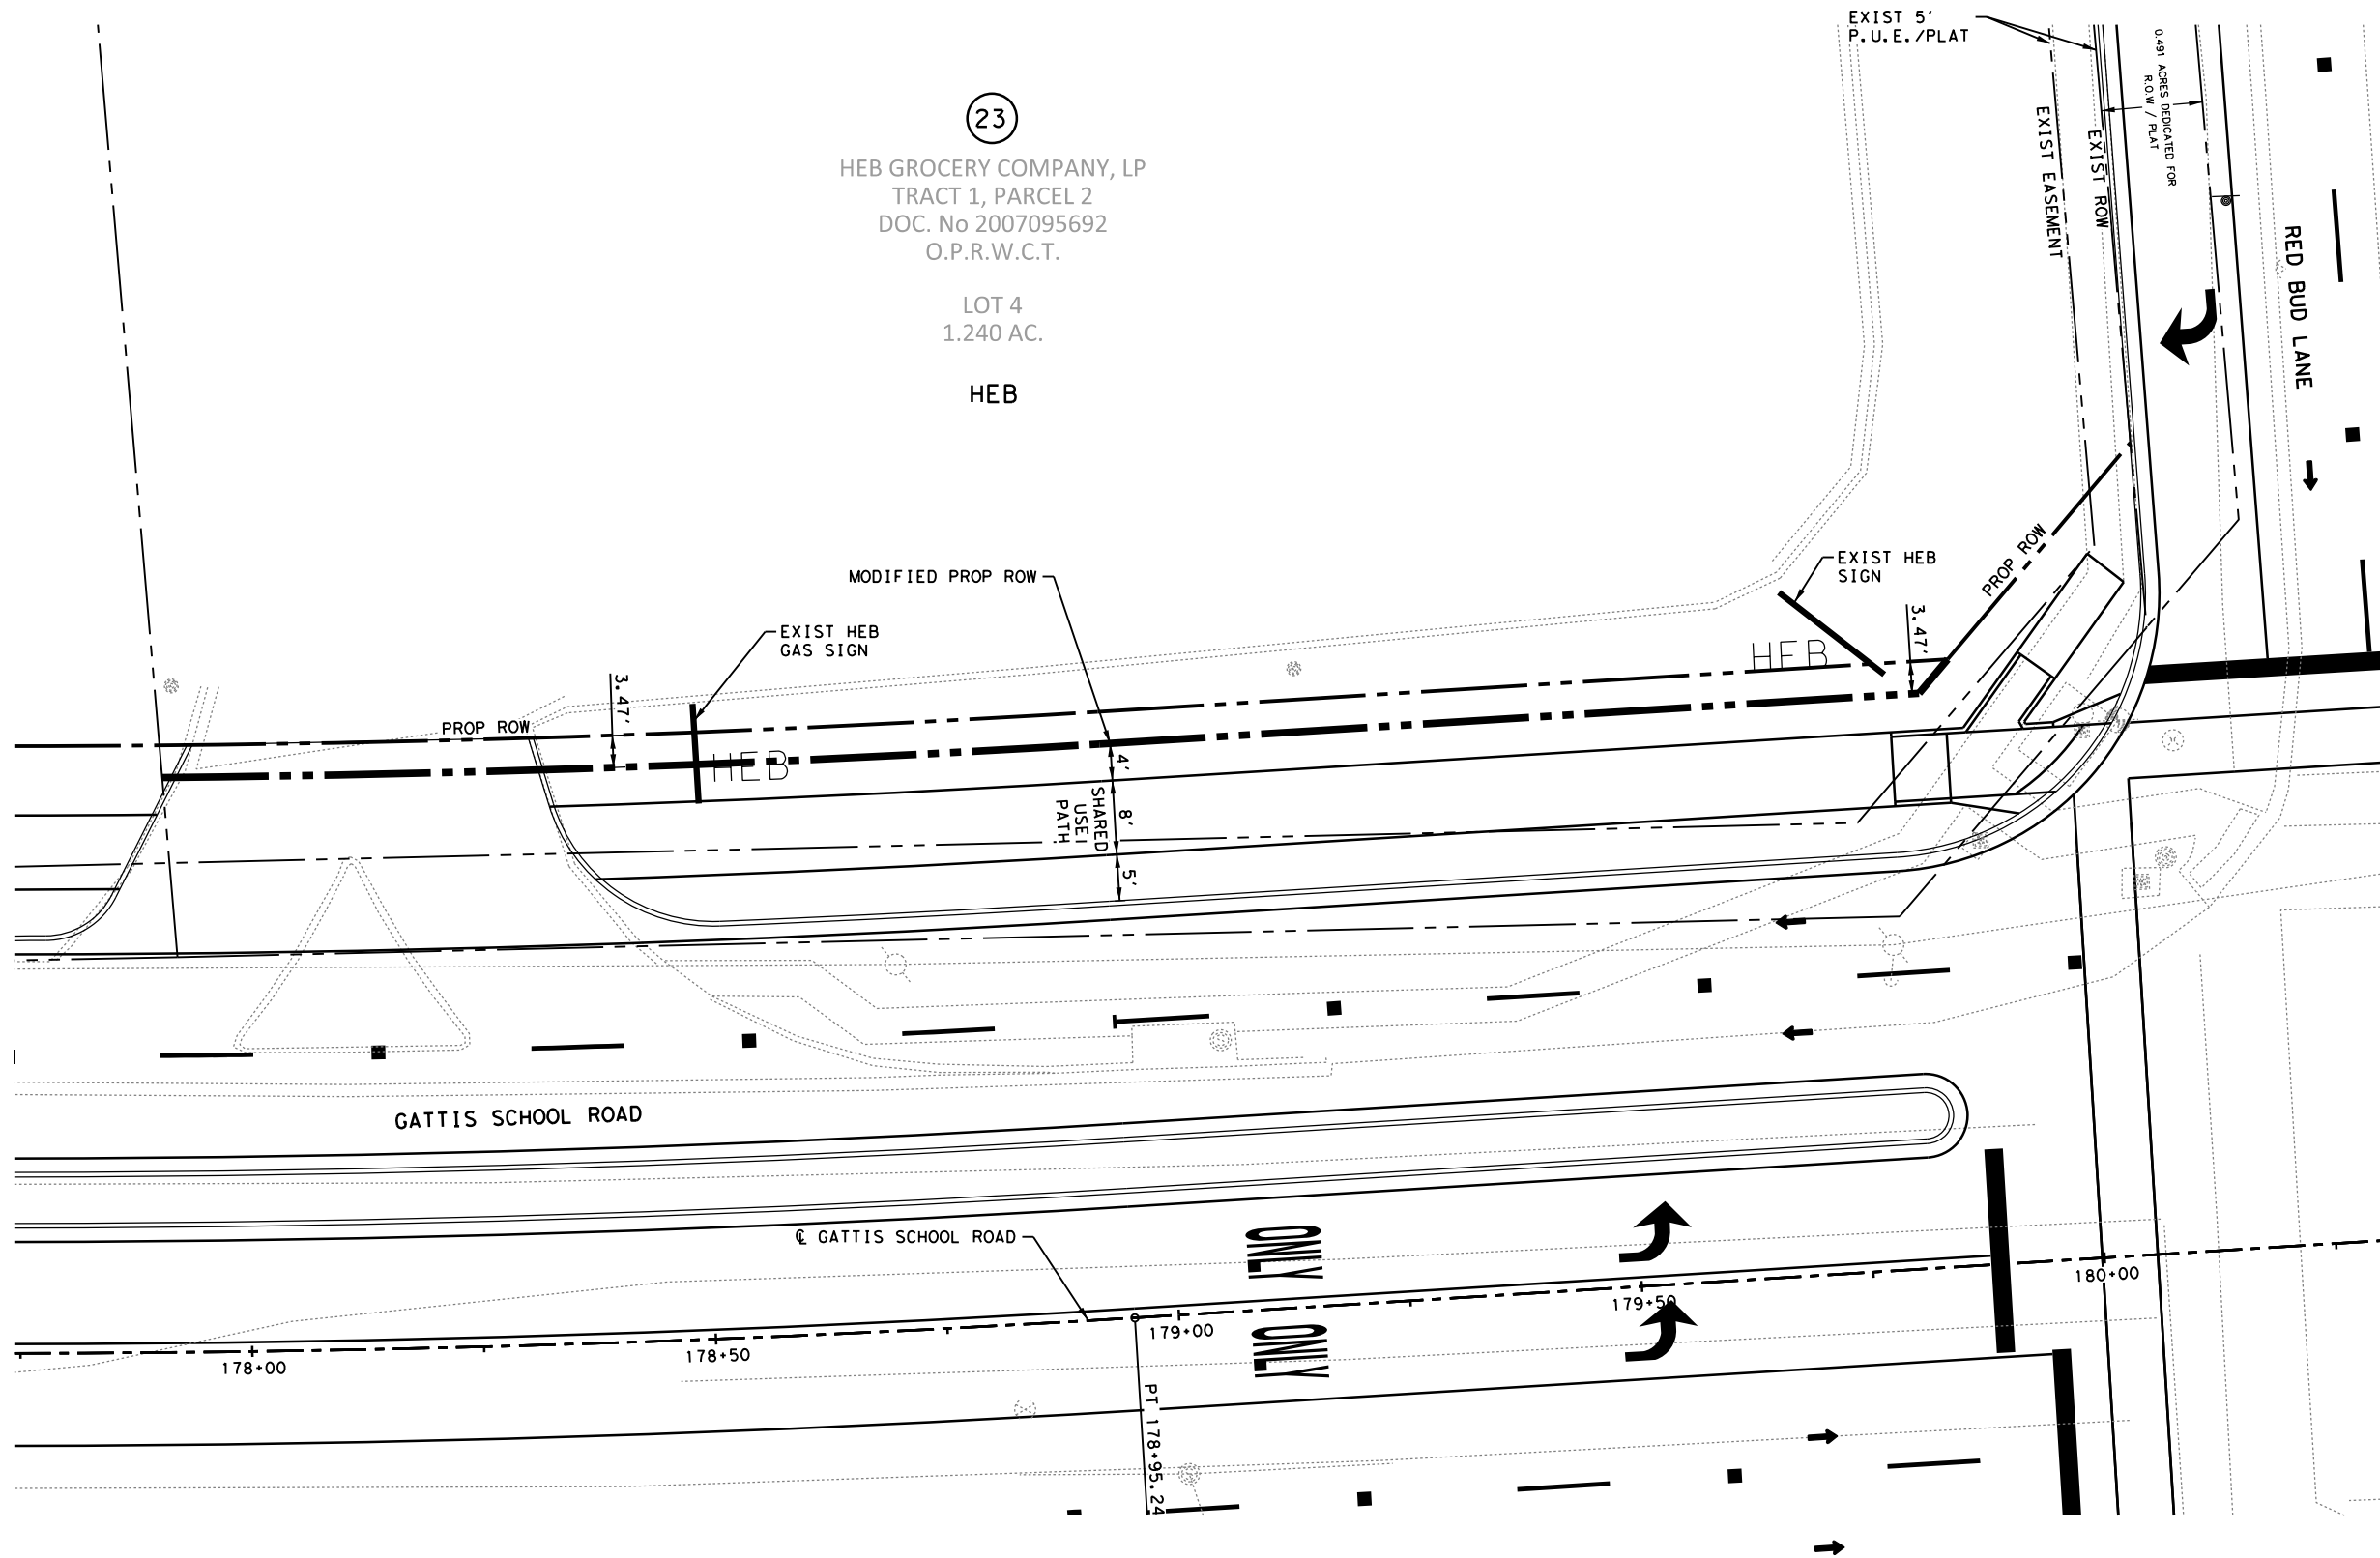 EXIST 5'
P.U.E./PLAT
0.491 ACRES DEDICATED FOR
R.O.W / PLAT
EXIST EASEMENT
EXIST ROW
RED BUD LANE
23
HEB GROCERY COMPANY, LP
TRACT 1, PARCEL 2
DOC. No 2007095692
O.P.R.W.C.T.
LOT 4
1.240 AC.
HEB
MODIFIED PROP ROW
EXIST HEB
SIGN
PROP ROW
EXIST HEB
GAS SIGN
3.47'
HEB
3.47'
PROP ROW
HEB
4'
8'
SHARED
USE
PATH
5'
GATTIS SCHOOL ROAD
℄ GATTIS SCHOOL ROAD
178+00
178+50
179+00
179+50
180+00
PT 178+95.24